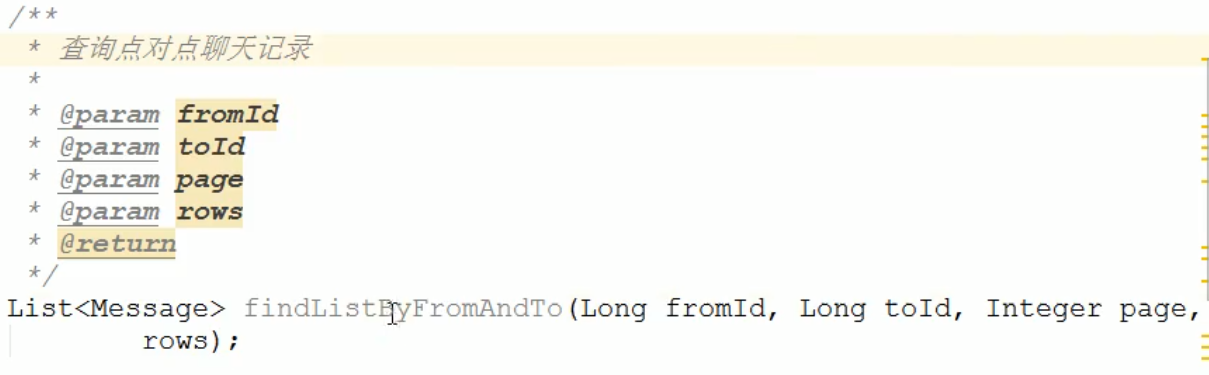 /**
* 查询点对点聊天记录
*
* @param fromId
* @param toId
* @param page
* @param rows
* @return
*/
List<Message> findListByFromAndTo(Long fromId, Long toId, Integer page,
rows);